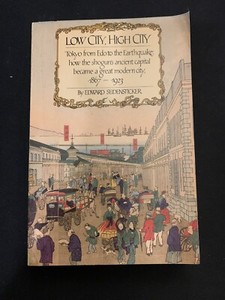 LOW CITY, HIGH CITY
Tokyo from Edo to the Earthquake:
how the shogun's ancient capital
became a great modern city,
1867–1923
By EDWARD SEIDENSTICKER